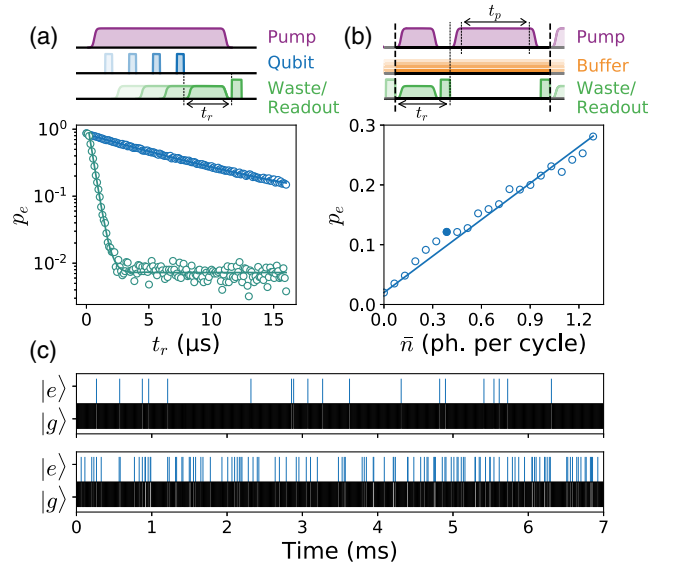 (a)
Pump
Qubit
Waste/
Readout
t_r
10^0
10^-1
10^-2
p_e
0 5 10 15
t_r (μs)
(b)
t_p
Pump
Buffer
Waste/
Readout
t_r
0.3
0.2
0.1
0.0
p_e
0.0 0.3 0.6 0.9 1.2
n̄ (ph. per cycle)
(c)
|e⟩
|g⟩
|e⟩
|g⟩
0 1 2 3 4 5 6 7
Time (ms)